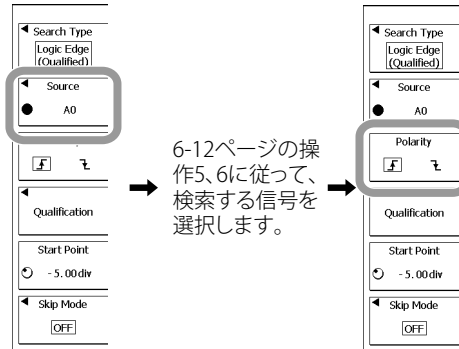 Search Type
Logic Edge
(Qualified)
Source
A0
Qualification
Start Point
-5.00div
Skip Mode
OFF
6-12ページの操
作5、6に従って、
検索する信号を
選択します。
Search Type
Logic Edge
(Qualified)
Source
A0
Polarity
Qualification
Start Point
-5.00div
Skip Mode
OFF